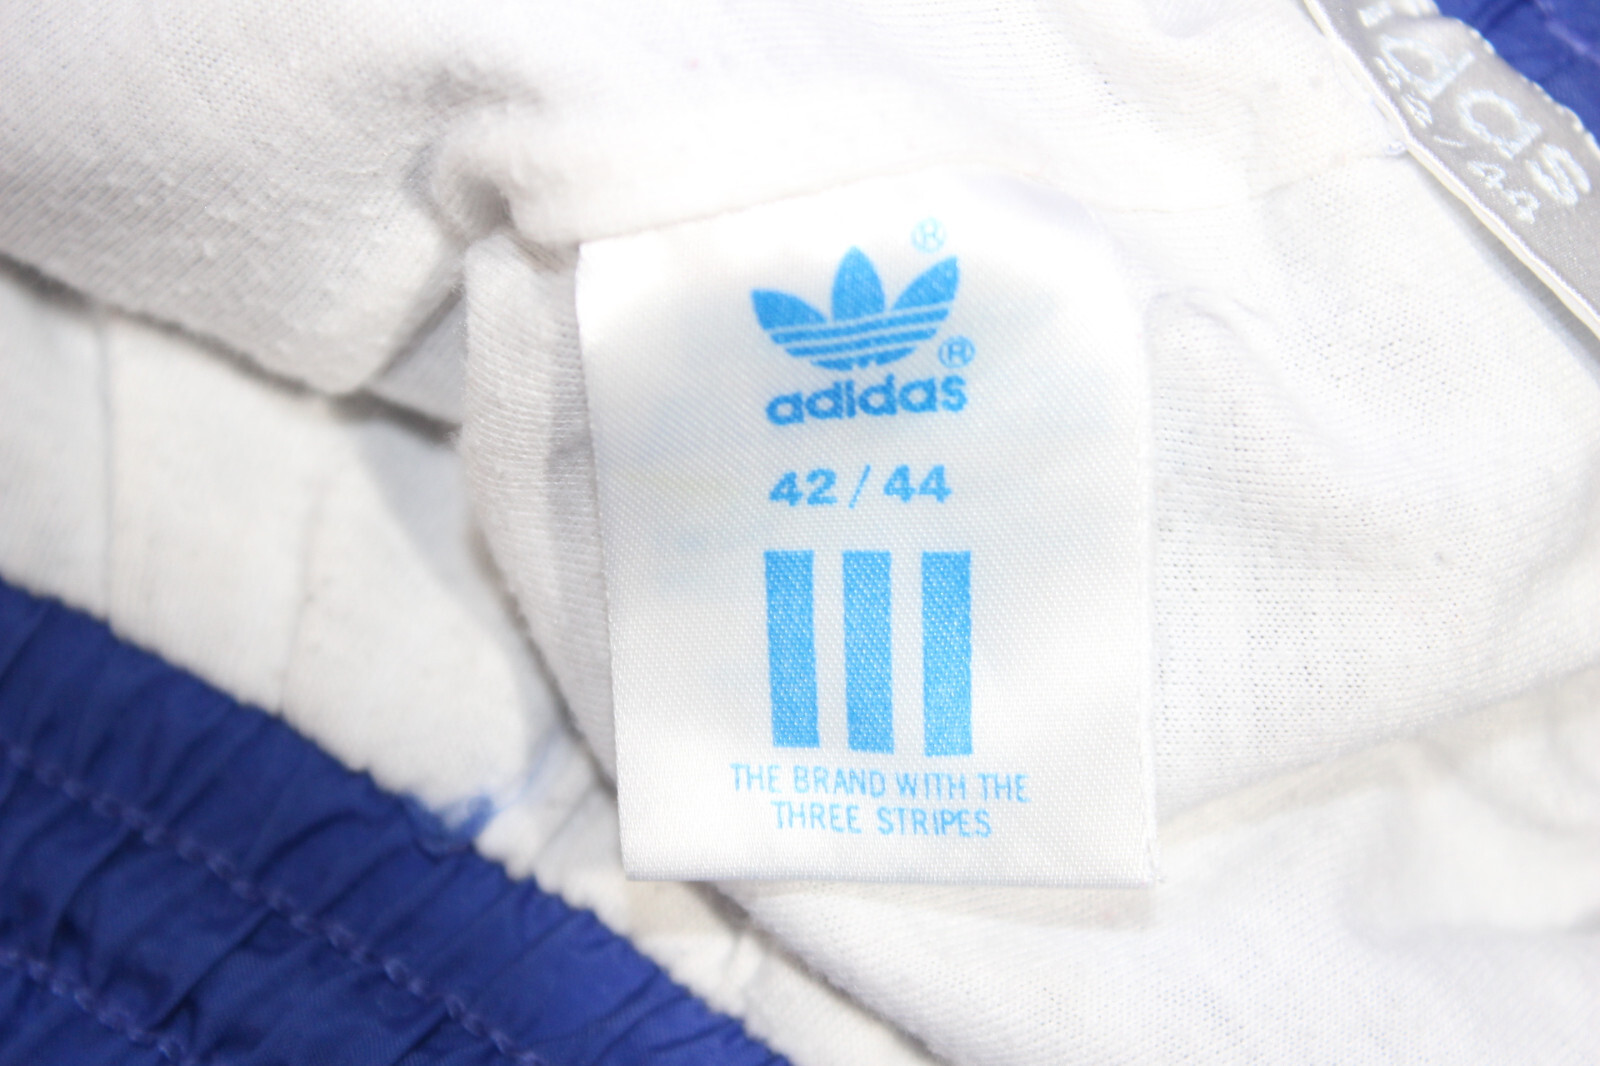 ®
®
adidas
42 / 44
THE BRAND WITH THE
THREE STRIPES